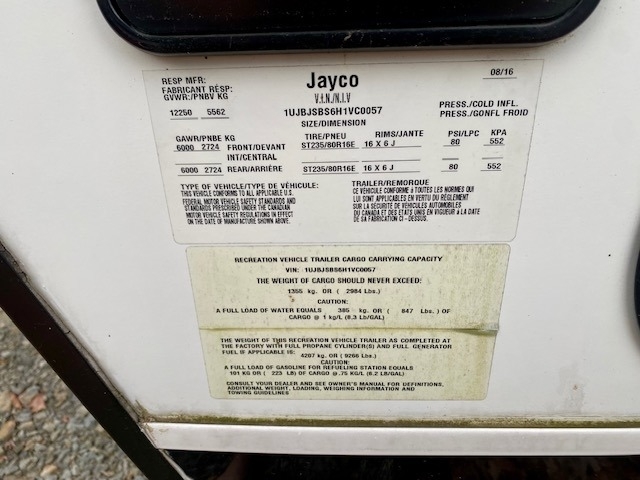 RESP MFR: Jayco 08/16
FABRICANT RÉSP:
GVWR:/PNBV KG V.I.N./N.I.V
12250 5562 1UJBJSBS6H1VC0057 PRESS./COLD INFL.
SIZE/DIMENSION PRESS./GONFL FROID
GAWR/PNBE KG TIRE/PNEU RIMS/JANTE PSI/LPC KPA
6000 2724 FRONT/DEVANT ST235/80R16E 16 X 6 J 80 552
INT/CENTRAL
6000 2724 REAR/ARRIÈRE ST235/80R16E 16 X 6 J 80 552
TYPE OF VEHICLE/TYPE DE VÉHICULE: TRAILER/REMORQUE
THIS VEHICLE CONFORMS TO ALL APPLICABLE U.S.
FEDERAL MOTOR VEHICLE SAFETY STANDARDS AND
STANDARDS PRESCRIBED UNDER THE CANADIAN
MOTOR VEHICLE SAFETY REGULATIONS IN EFFECT
ON THE DATE OF MANUFACTURE SHOWN ABOVE.
CE VÉHICULE CONFORME À TOUTES LES NORMES QUI
LUI SONT APPLICABLES EN VERTU DU RÈGLEMENT
SUR LA SÉCURITÉ DES VÉHICULES AUTOMOBILES
DU CANADA ET DES ETATS UNIS EN VIGUEUR À LA DATE
DE SA FABRICATION CI - DESSUS.
RECREATION VEHICLE TRAILER CARGO CARRYING CAPACITY
VIN: 1UJBJSBS6H1VC0057
THE WEIGHT OF CARGO SHOULD NEVER EXCEED:
1355 kg. OR ( 2984 Lbs.)
CAUTION:
A FULL LOAD OF WATER EQUALS 385 kg. OR ( 847 Lbs.) OF
CARGO @ 1 kg/L (8.3 Lb/GAL)
THE WEIGHT OF THIS RECREATION VEHICLE TRAILER AS COMPLETED AT
THE FACTORY WITH FULL PROPANE CYLINDER(S) AND FULL GENERATOR
FUEL IF APPLICABLE IS: 4207 kg. OR (9266 Lbs.)
CAUTION:
A FULL LOAD OF GASOLINE FOR REFUELING STATION EQUALS
101 KG OR ( 223 LB) OF CARGO @ .75 KG/L (6.2 LB/GAL)
CONSULT YOUR DEALER AND SEE OWNER'S MANUAL FOR DEFINITIONS,
ADDITIONAL WEIGHT, LOADING, WEIGHING INFORMATION AND
TOWING GUIDELINES